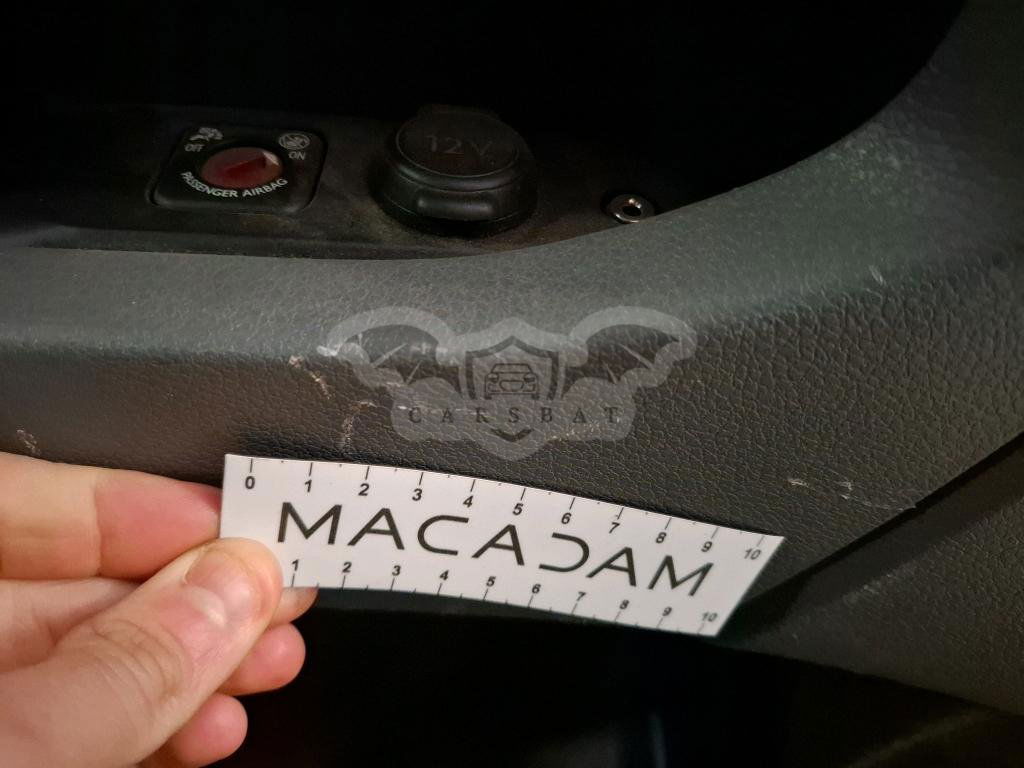 OFF
ON
PASSENGER AIRBAG
12V
CARSBAT
0 1 2 3 4 5 6 7 8 9 10
MACADAM
1 2 3 4 5 6 7 8 9 10